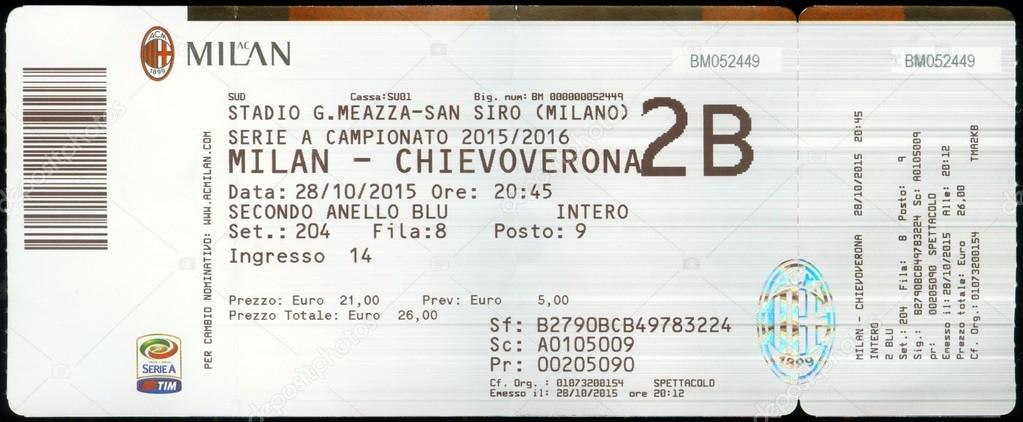 MILAN AC
BM052449
BM052449
AC M
1899
SUD Cassa:SU01 Big. num: BM 000000052449
STADIO G.MEAZZA-SAN SIRO (MILANO)
2B
SERIE A CAMPIONATO 2015/2016
MILAN - CHIEVOVERONA
Data: 28/10/2015 Ore: 20:45
SECONDO ANELLO BLU INTERO
Set.: 204 Fila:8 Posto: 9
Ingresso 14
Prezzo: Euro 21,00 Prev: Euro 5,00
Prezzo Totale: Euro 26,00
Sf: B2790BCB49783224
Sc: A0105009
Pr: 00205090
Cf. Org. : 01073200154 SPETTACOLO
Emesso il: 28/10/2015 ore 20:12
PER CAMBIO NOMINATIVO: WWW.ACMILAN.COM
SERIE A
TIM
1899
MILAN - CHIEVOVERONA 28/10/2015 20:45
INTERO
2 BLU
Set.: 204 Fila: 8 Posto: 9
B2790BCB49783224 Sc: A0105009
pr: 00205090 SPETTACOLO
Emesso il: 28/10/2015 Alle: 20:12
Prezzo totale: Euro 26,00
Cf. Org.: 01073200154 TMA2KB
depositphotos